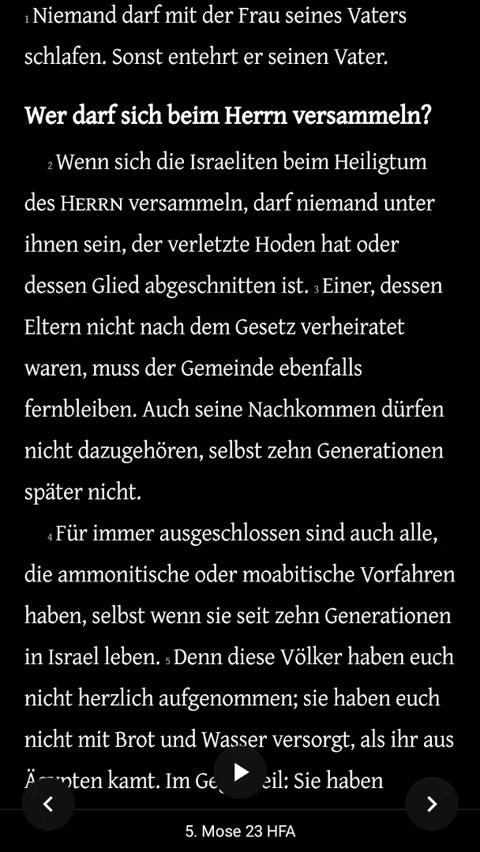 1 Niemand darf mit der Frau seines Vaters
schlafen. Sonst entehrt er seinen Vater.
Wer darf sich beim Herrn versammeln?
2 Wenn sich die Israeliten beim Heiligtum
des HERRN versammeln, darf niemand unter
ihnen sein, der verletzte Hoden hat oder
dessen Glied abgeschnitten ist. 3 Einer, dessen
Eltern nicht nach dem Gesetz verheiratet
waren, muss der Gemeinde ebenfalls
fernbleiben. Auch seine Nachkommen dürfen
nicht dazugehören, selbst zehn Generationen
später nicht.
4 Für immer ausgeschlossen sind auch alle,
die ammonitische oder moabitische Vorfahren
haben, selbst wenn sie seit zehn Generationen
in Israel leben. 5 Denn diese Völker haben euch
nicht herzlich aufgenommen; sie haben euch
nicht mit Brot und Wasser versorgt, als ihr aus
Ägypten kamt. Im Gegenteil: Sie haben
5. Mose 23 HFA